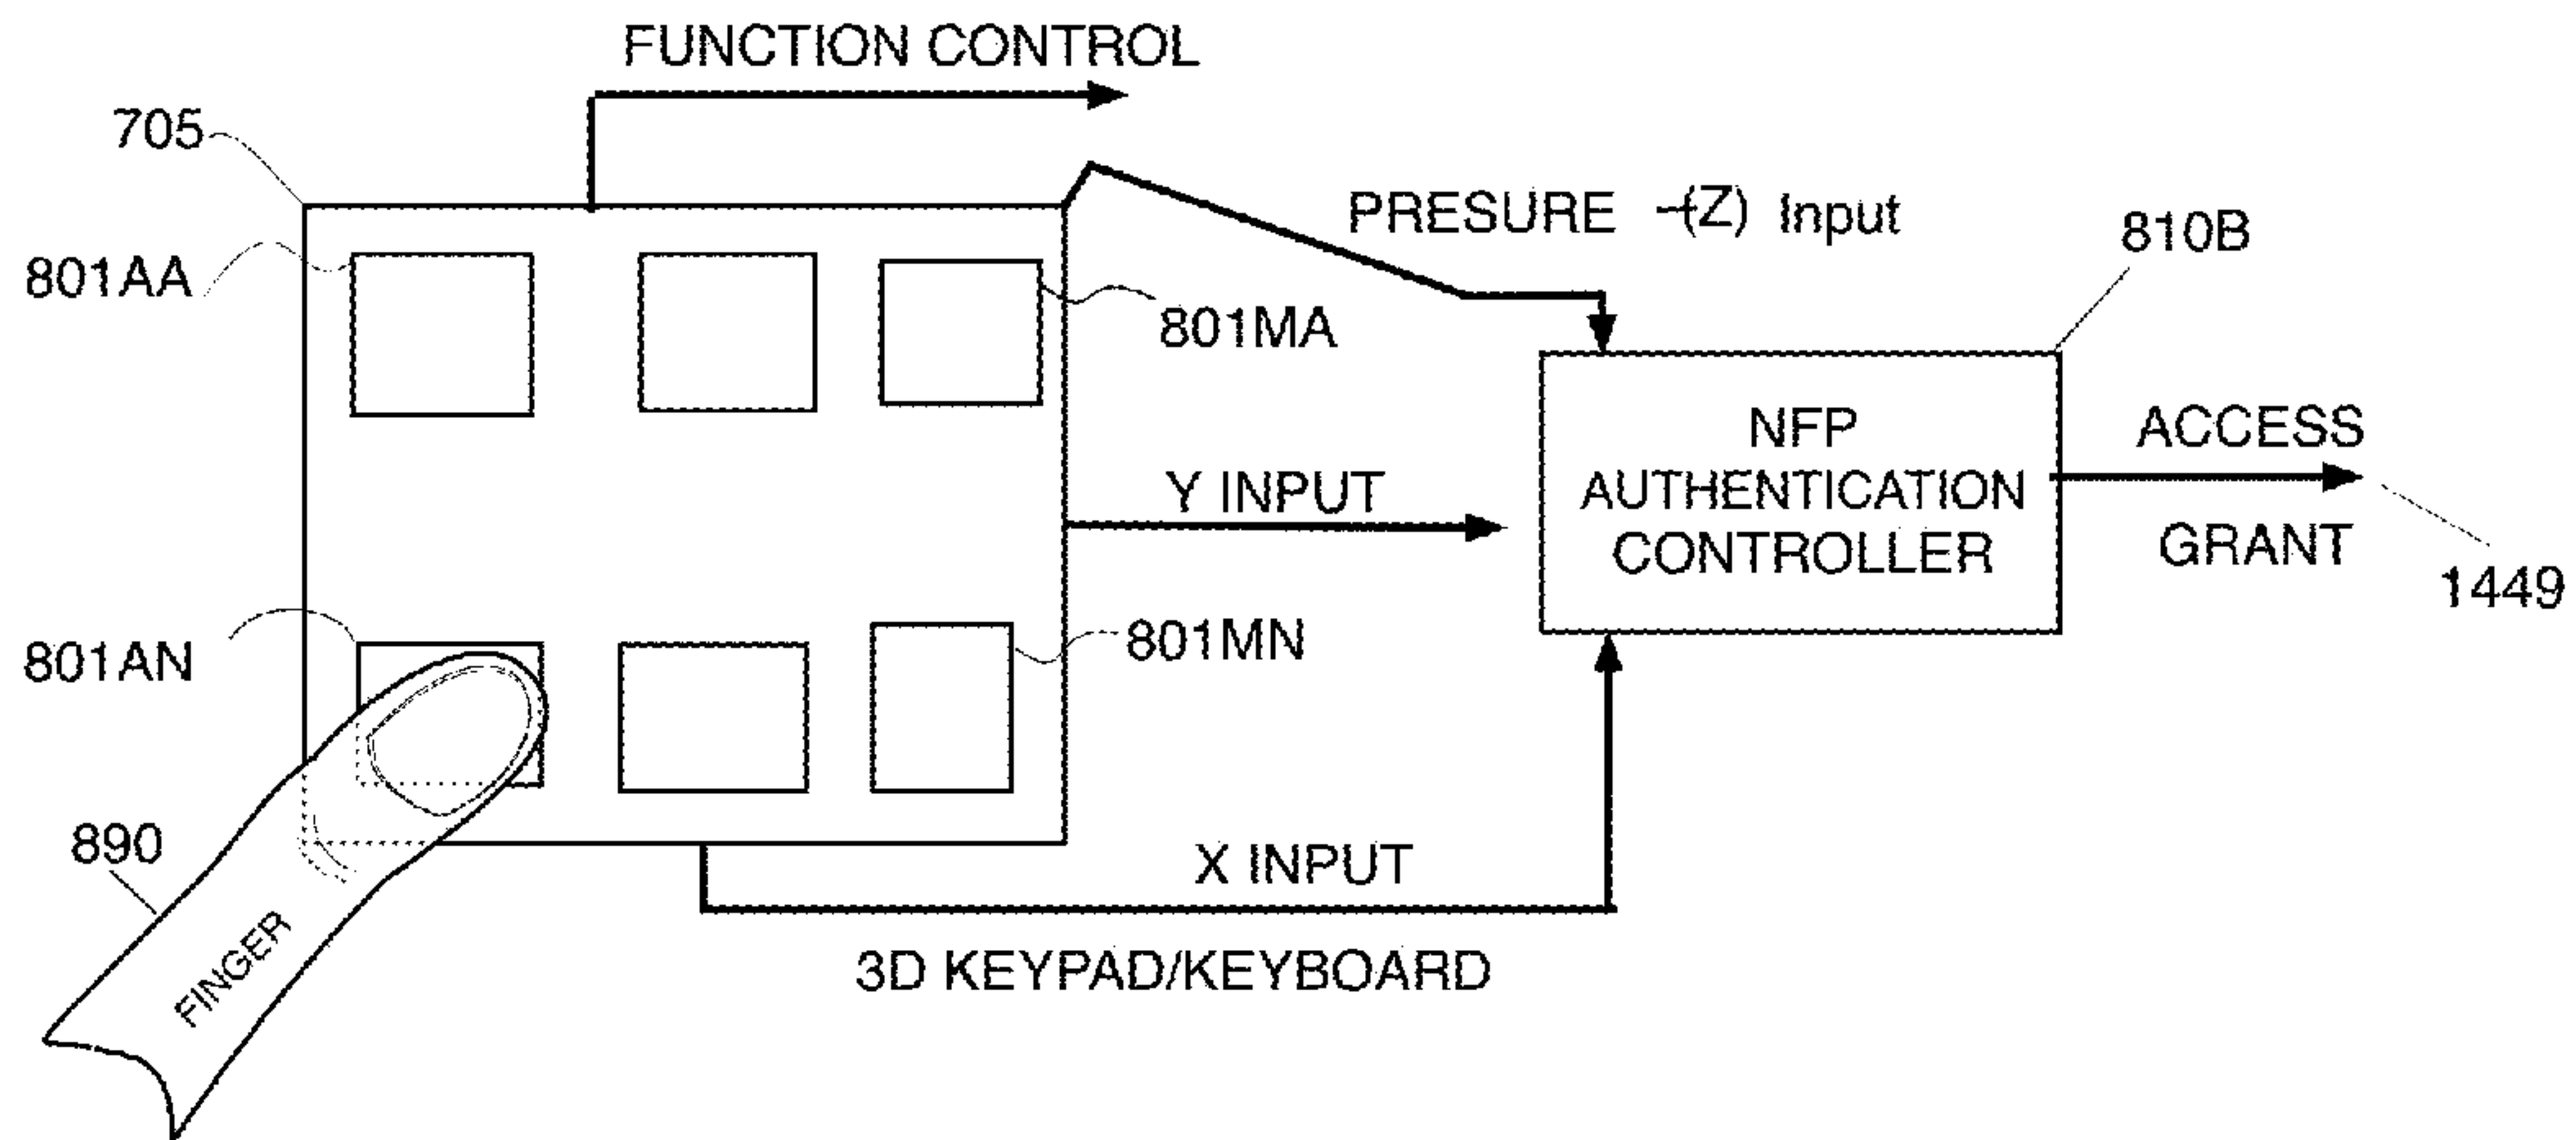 FUNCTION CONTROL
705
PRESURE -(Z) Input
810B
801AA
801MA
NFP
AUTHENTICATION
CONTROLLER
ACCESS
GRANT
1449
Y INPUT
801AN
801MN
890
X INPUT
FINGER
3D KEYPAD/KEYBOARD